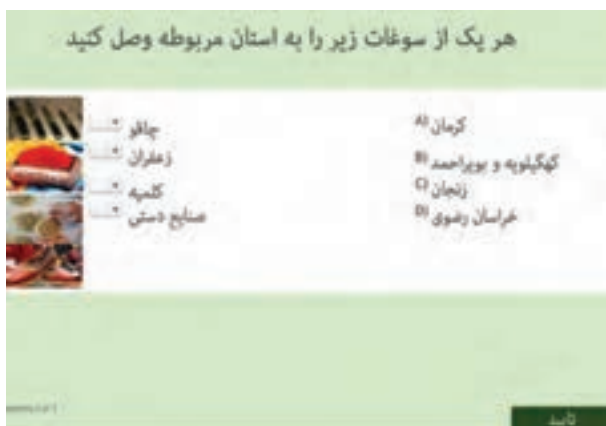 هر یک از سوغات زیر را به استان مربوطه وصل کنید
کرمان (A
کهگیلویه و بویراحمد (B
زنجان (C
خراسان رضوی (D
چاقو
زعفران
کلمپه
صنایع دستی
تایید